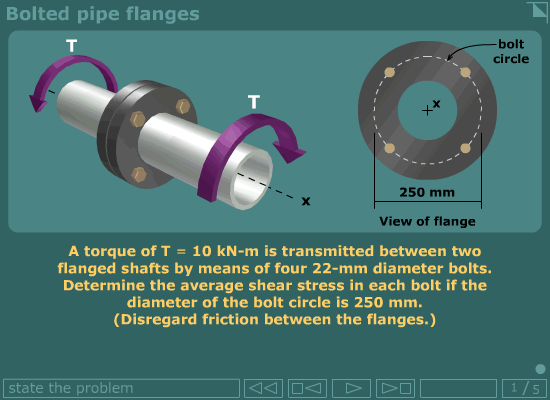 Bolted pipe flanges
T
T
x
bolt
circle
x
250 mm
View of flange
A torque of T = 10 kN-m is transmitted between two
flanged shafts by means of four 22-mm diameter bolts.
Determine the average shear stress in each bolt if the
diameter of the bolt circle is 250 mm.
(Disregard friction between the flanges.)
state the problem
1 / 5